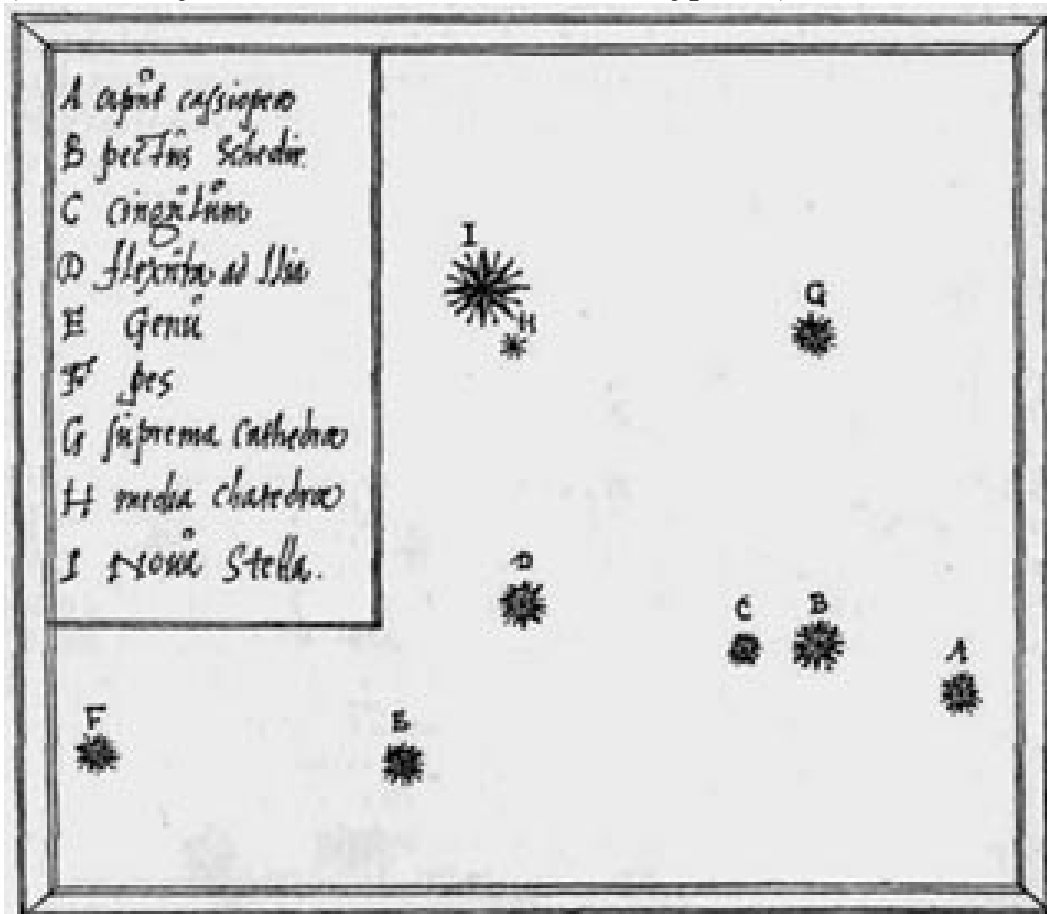 A caput cassiopeæ
B pectus Schedir.
C Cingulum
D flexura ad Ilia
E Genu
F pes
G suprema Cathedræ
H media Chatedræ
I Noua Stella.
I
H
G
D
C
B
A
F
E